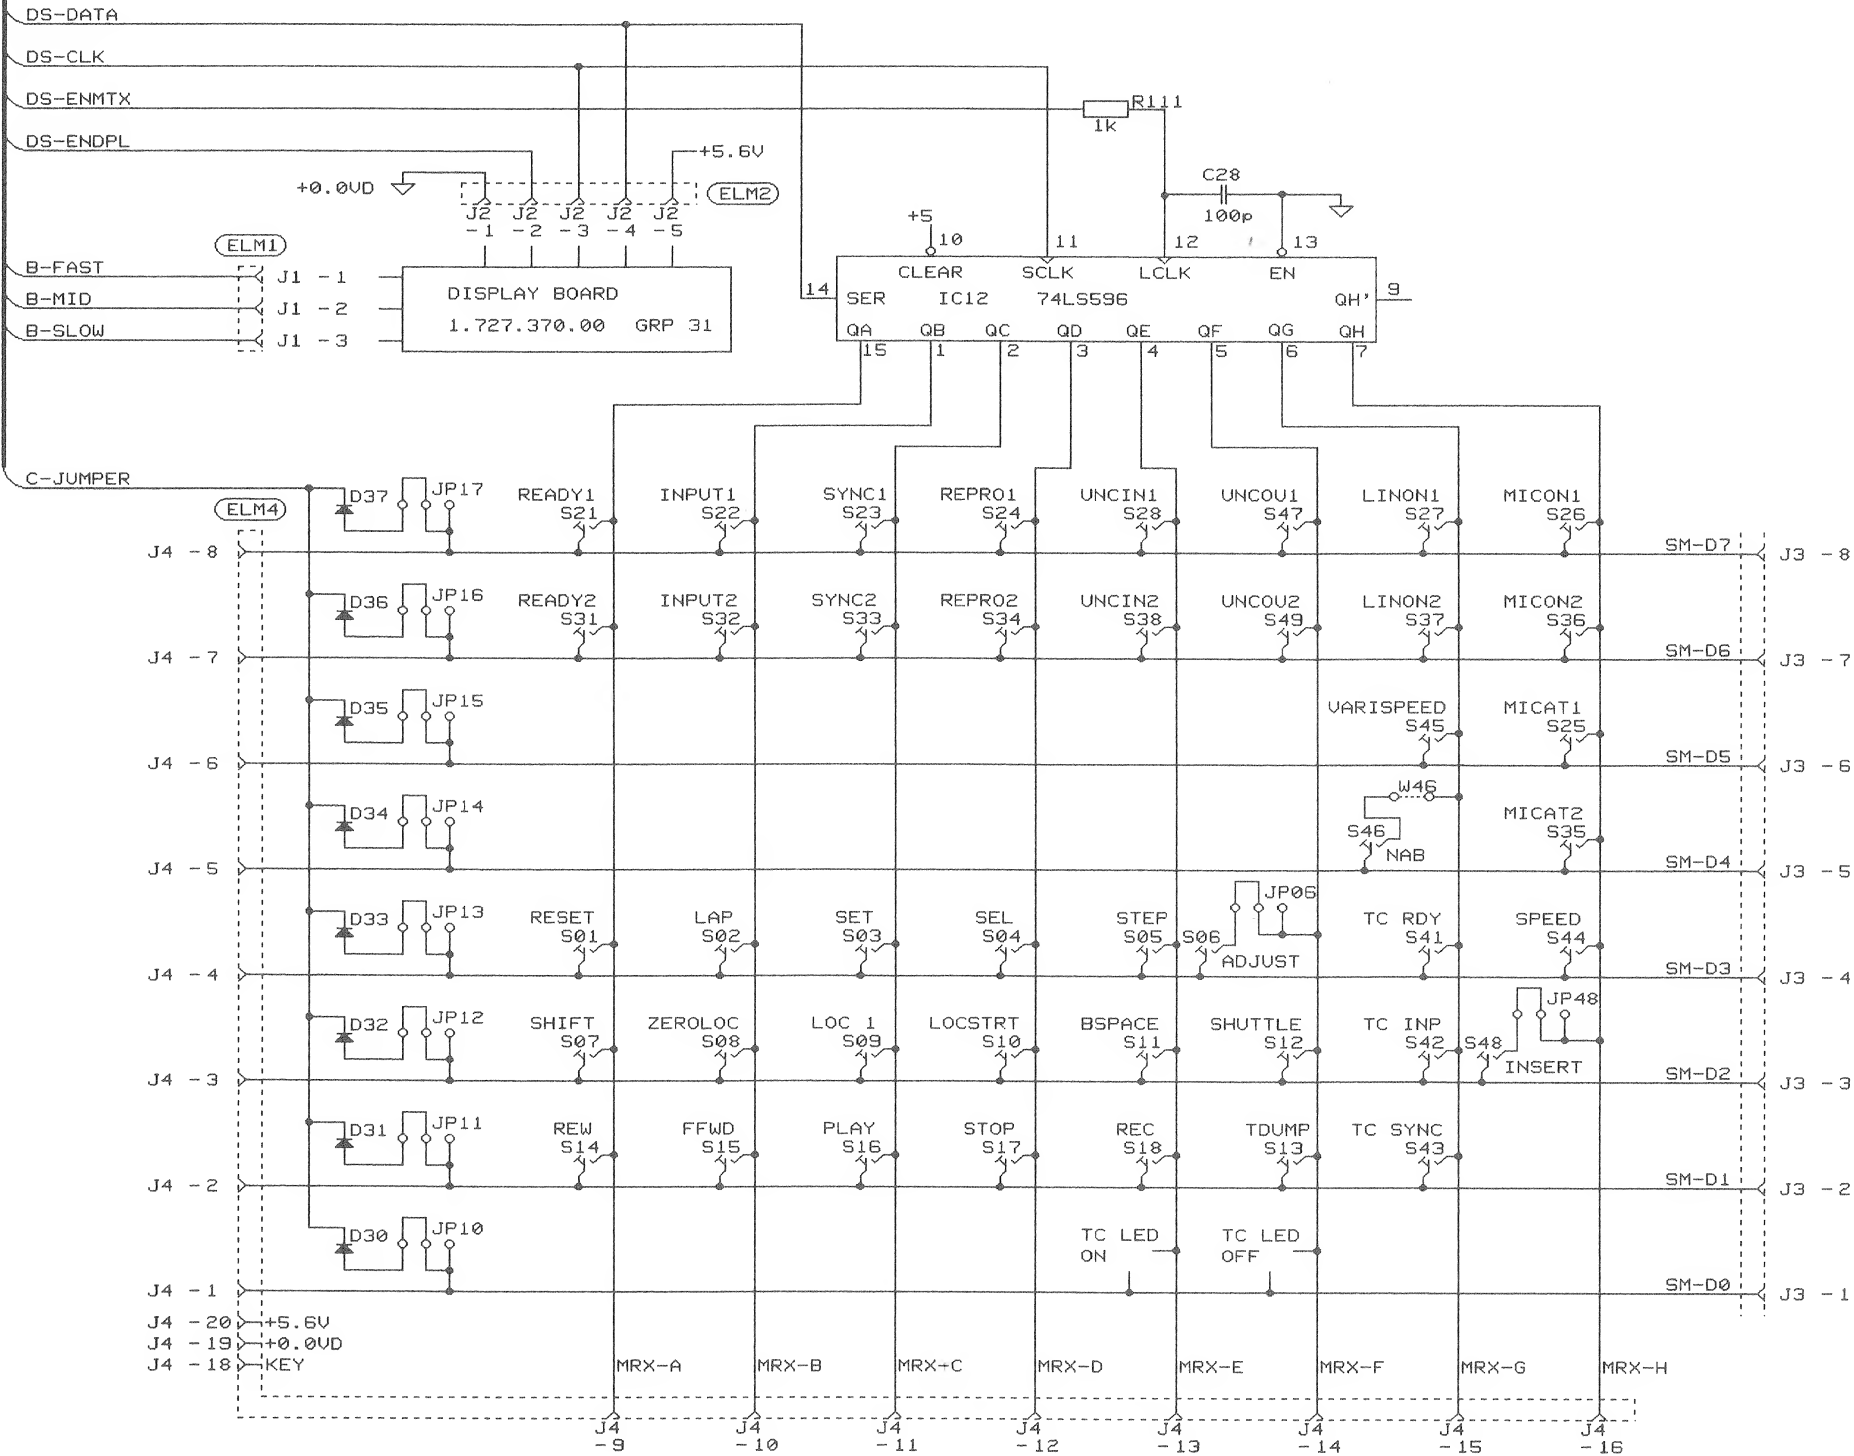 DS-DATA
DS-CLK
DS-ENMTX
R111
1k
DS-ENDPL
+5.6V
+0.0VD
ELM2
C28
100p
J2 -1
J2 -2
J2 -3
J2 -4
J2 -5
+5
10
11
12
13
ELM1
B-FAST
J1 -1
B-MID
J1 -2
B-SLOW
J1 -3
DISPLAY BOARD
1.727.370.00 GRP 31
CLEAR SCLK LCLK EN
14 SER IC12 74LS596 QH' 9
QA QB QC QD QE QF QG QH
15 1 2 3 4 5 6 7
C-JUMPER
ELM4
D37 JP17
READY1 S21
INPUT1 S22
SYNC1 S23
REPRO1 S24
UNCIN1 S28
UNCOU1 S47
LINON1 S27
MICON1 S26
J4 -8
SM-D7
J3 -8
D36 JP16
READY2 S31
INPUT2 S32
SYNC2 S33
REPRO2 S34
UNCIN2 S38
UNCOU2 S49
LINON2 S37
MICON2 S36
J4 -7
SM-D6
J3 -7
D35 JP15
VARISPEED S45
MICAT1 S25
J4 -6
SM-D5
J3 -6
D34 JP14
W46
S46 NAB
MICAT2 S35
J4 -5
SM-D4
J3 -5
D33 JP13
RESET S01
LAP S02
SET S03
SEL S04
STEP S05
S06 ADJUST
JP06
TC RDY S41
SPEED S44
J4 -4
SM-D3
J3 -4
D32 JP12
SHIFT S07
ZEROLOC S08
LOC 1 S09
LOCSTRT S10
BSPACE S11
SHUTTLE S12
TC INP S42
S48 INSERT
JP48
J4 -3
SM-D2
J3 -3
D31 JP11
REW S14
FFWD S15
PLAY S16
STOP S17
REC S18
TDUMP S13
TC SYNC S43
J4 -2
SM-D1
J3 -2
D30 JP10
TC LED ON
TC LED OFF
J4 -1
SM-D0
J3 -1
J4 -20 +5.6V
J4 -19 +0.0VD
J4 -18 KEY
MRX-A MRX-B MRX+C MRX-D MRX-E MRX-F MRX-G MRX-H
J4 -9
J4 -10
J4 -11
J4 -12
J4 -13
J4 -14
J4 -15
J4 -16